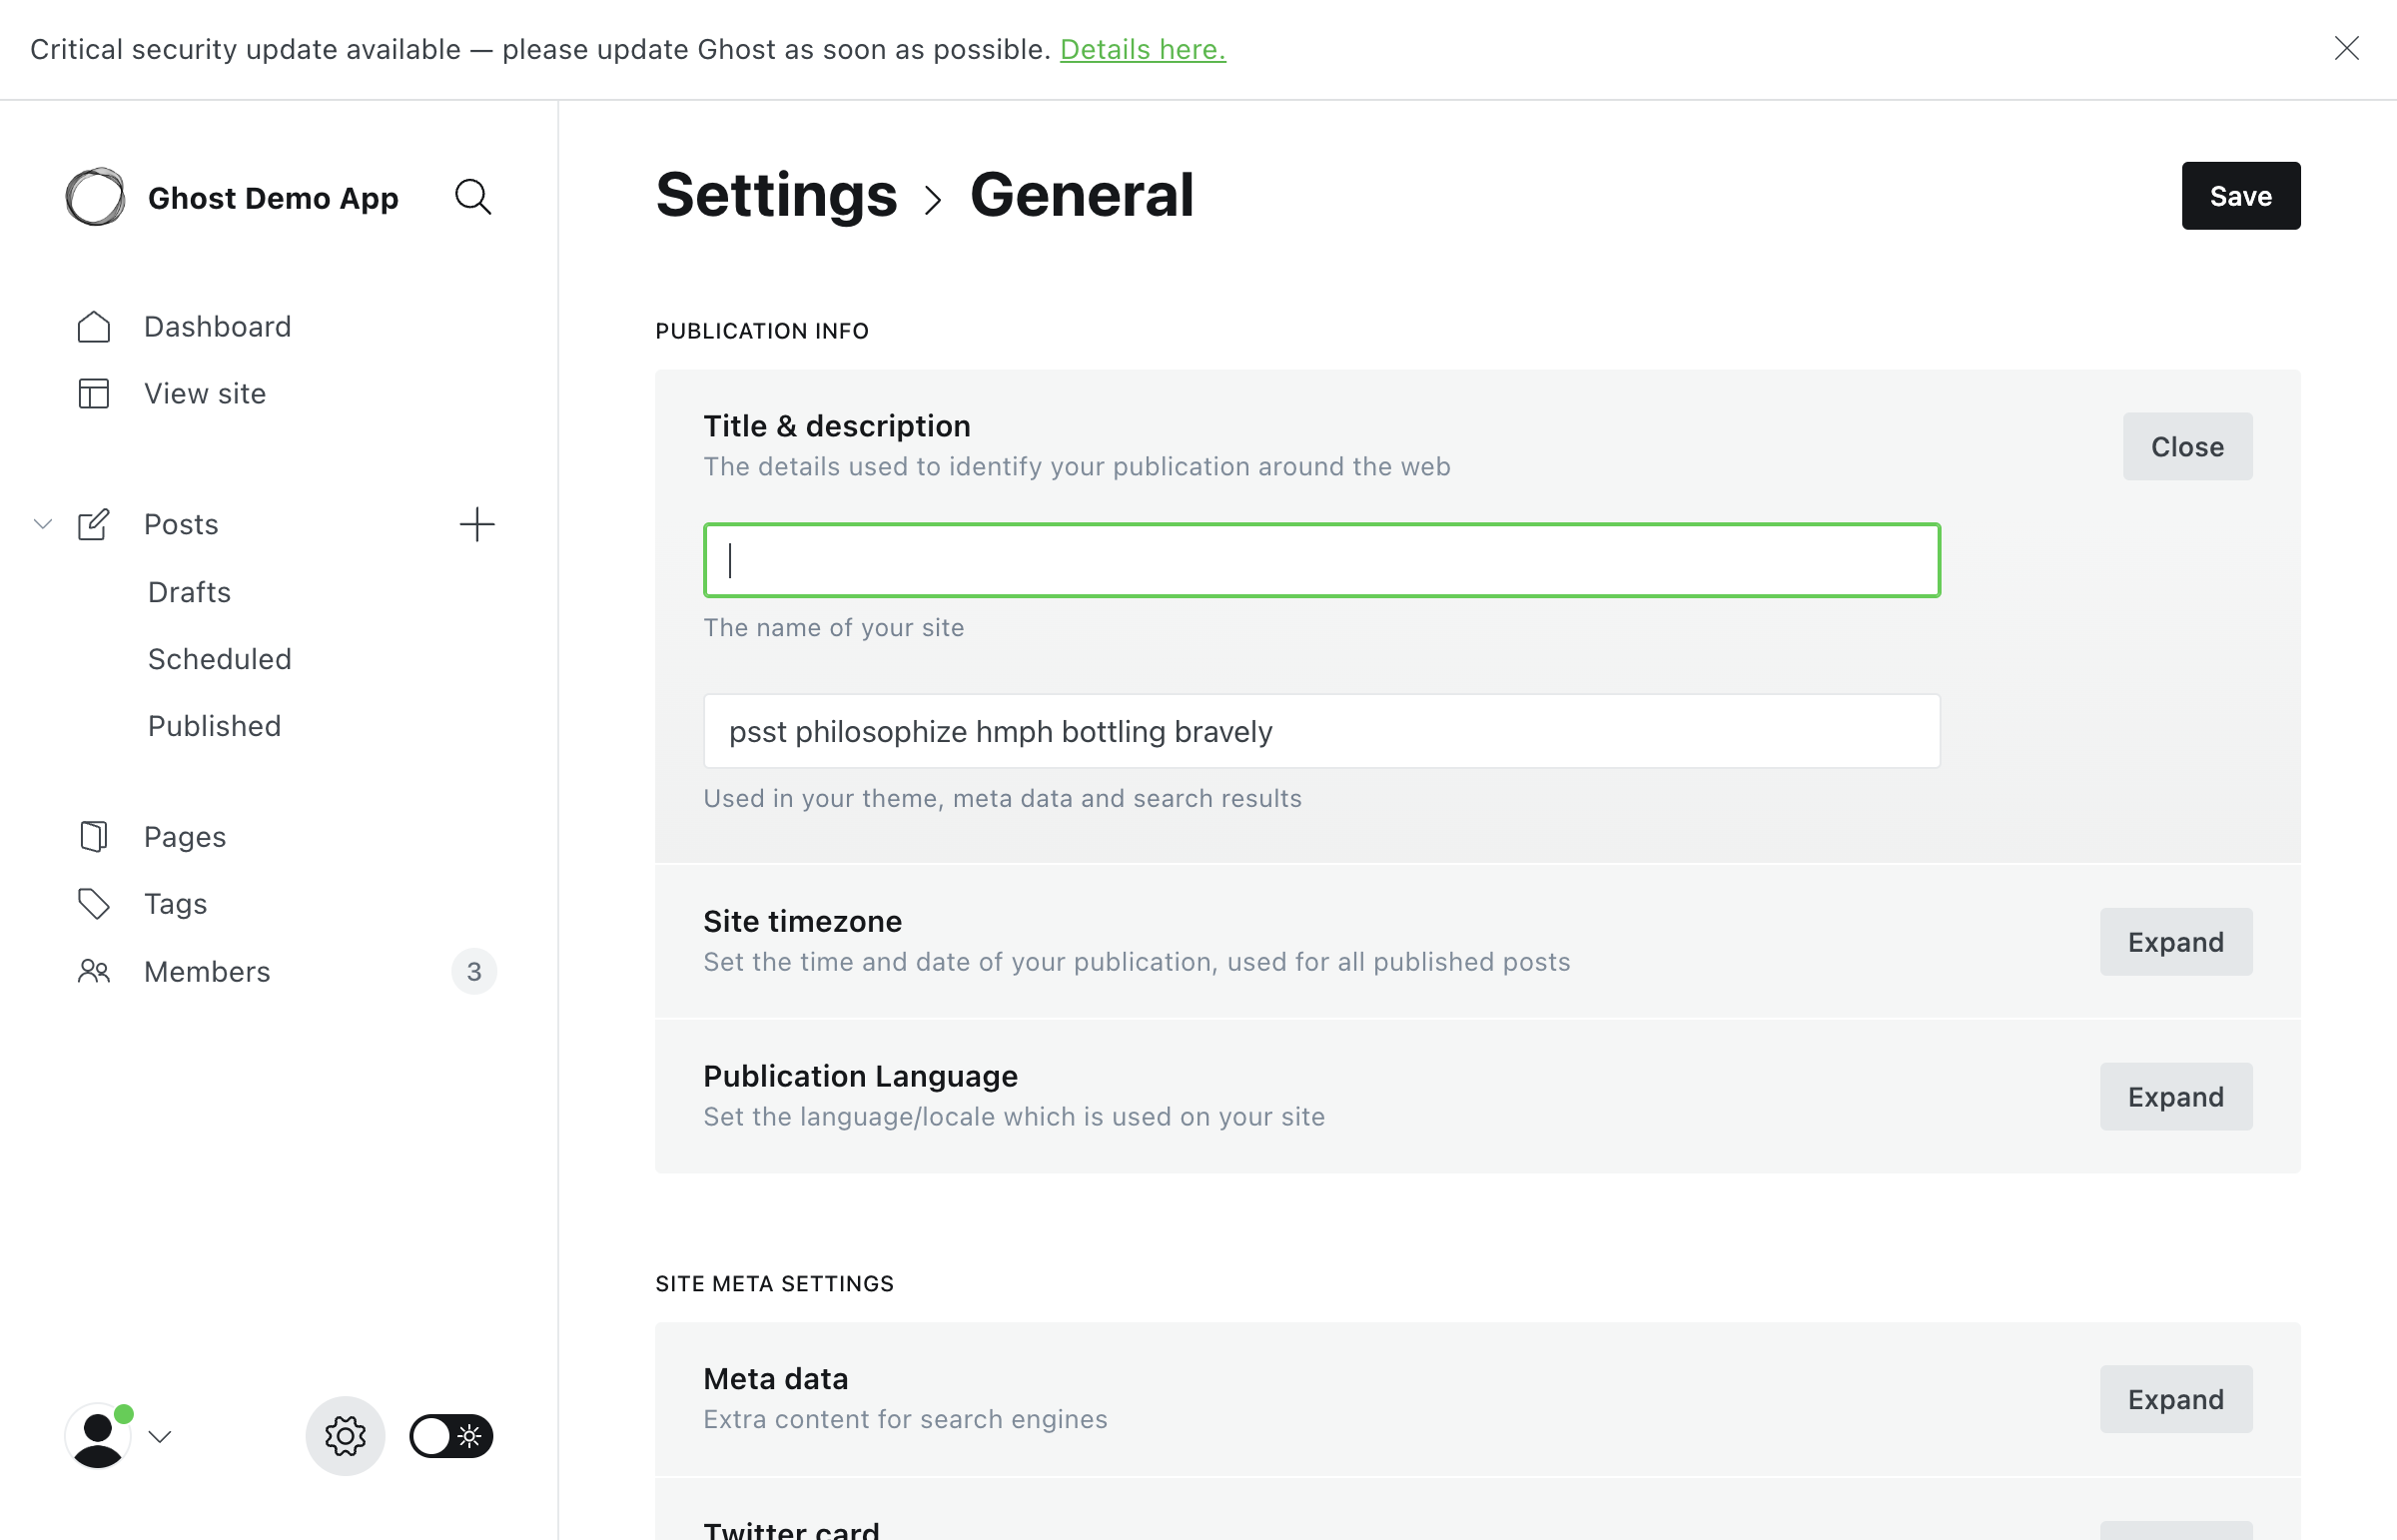 Critical security update available — please update Ghost as soon as possible. Details here.
Ghost Demo App
Dashboard
View site
Posts
Drafts
Scheduled
Published
Pages
Tags
Members
3
Settings > General
Save
PUBLICATION INFO
Title & description
The details used to identify your publication around the web
Close
The name of your site
psst philosophize hmph bottling bravely
Used in your theme, meta data and search results
Site timezone
Set the time and date of your publication, used for all published posts
Expand
Publication Language
Set the language/locale which is used on your site
Expand
SITE META SETTINGS
Meta data
Extra content for search engines
Expand
Twitter card